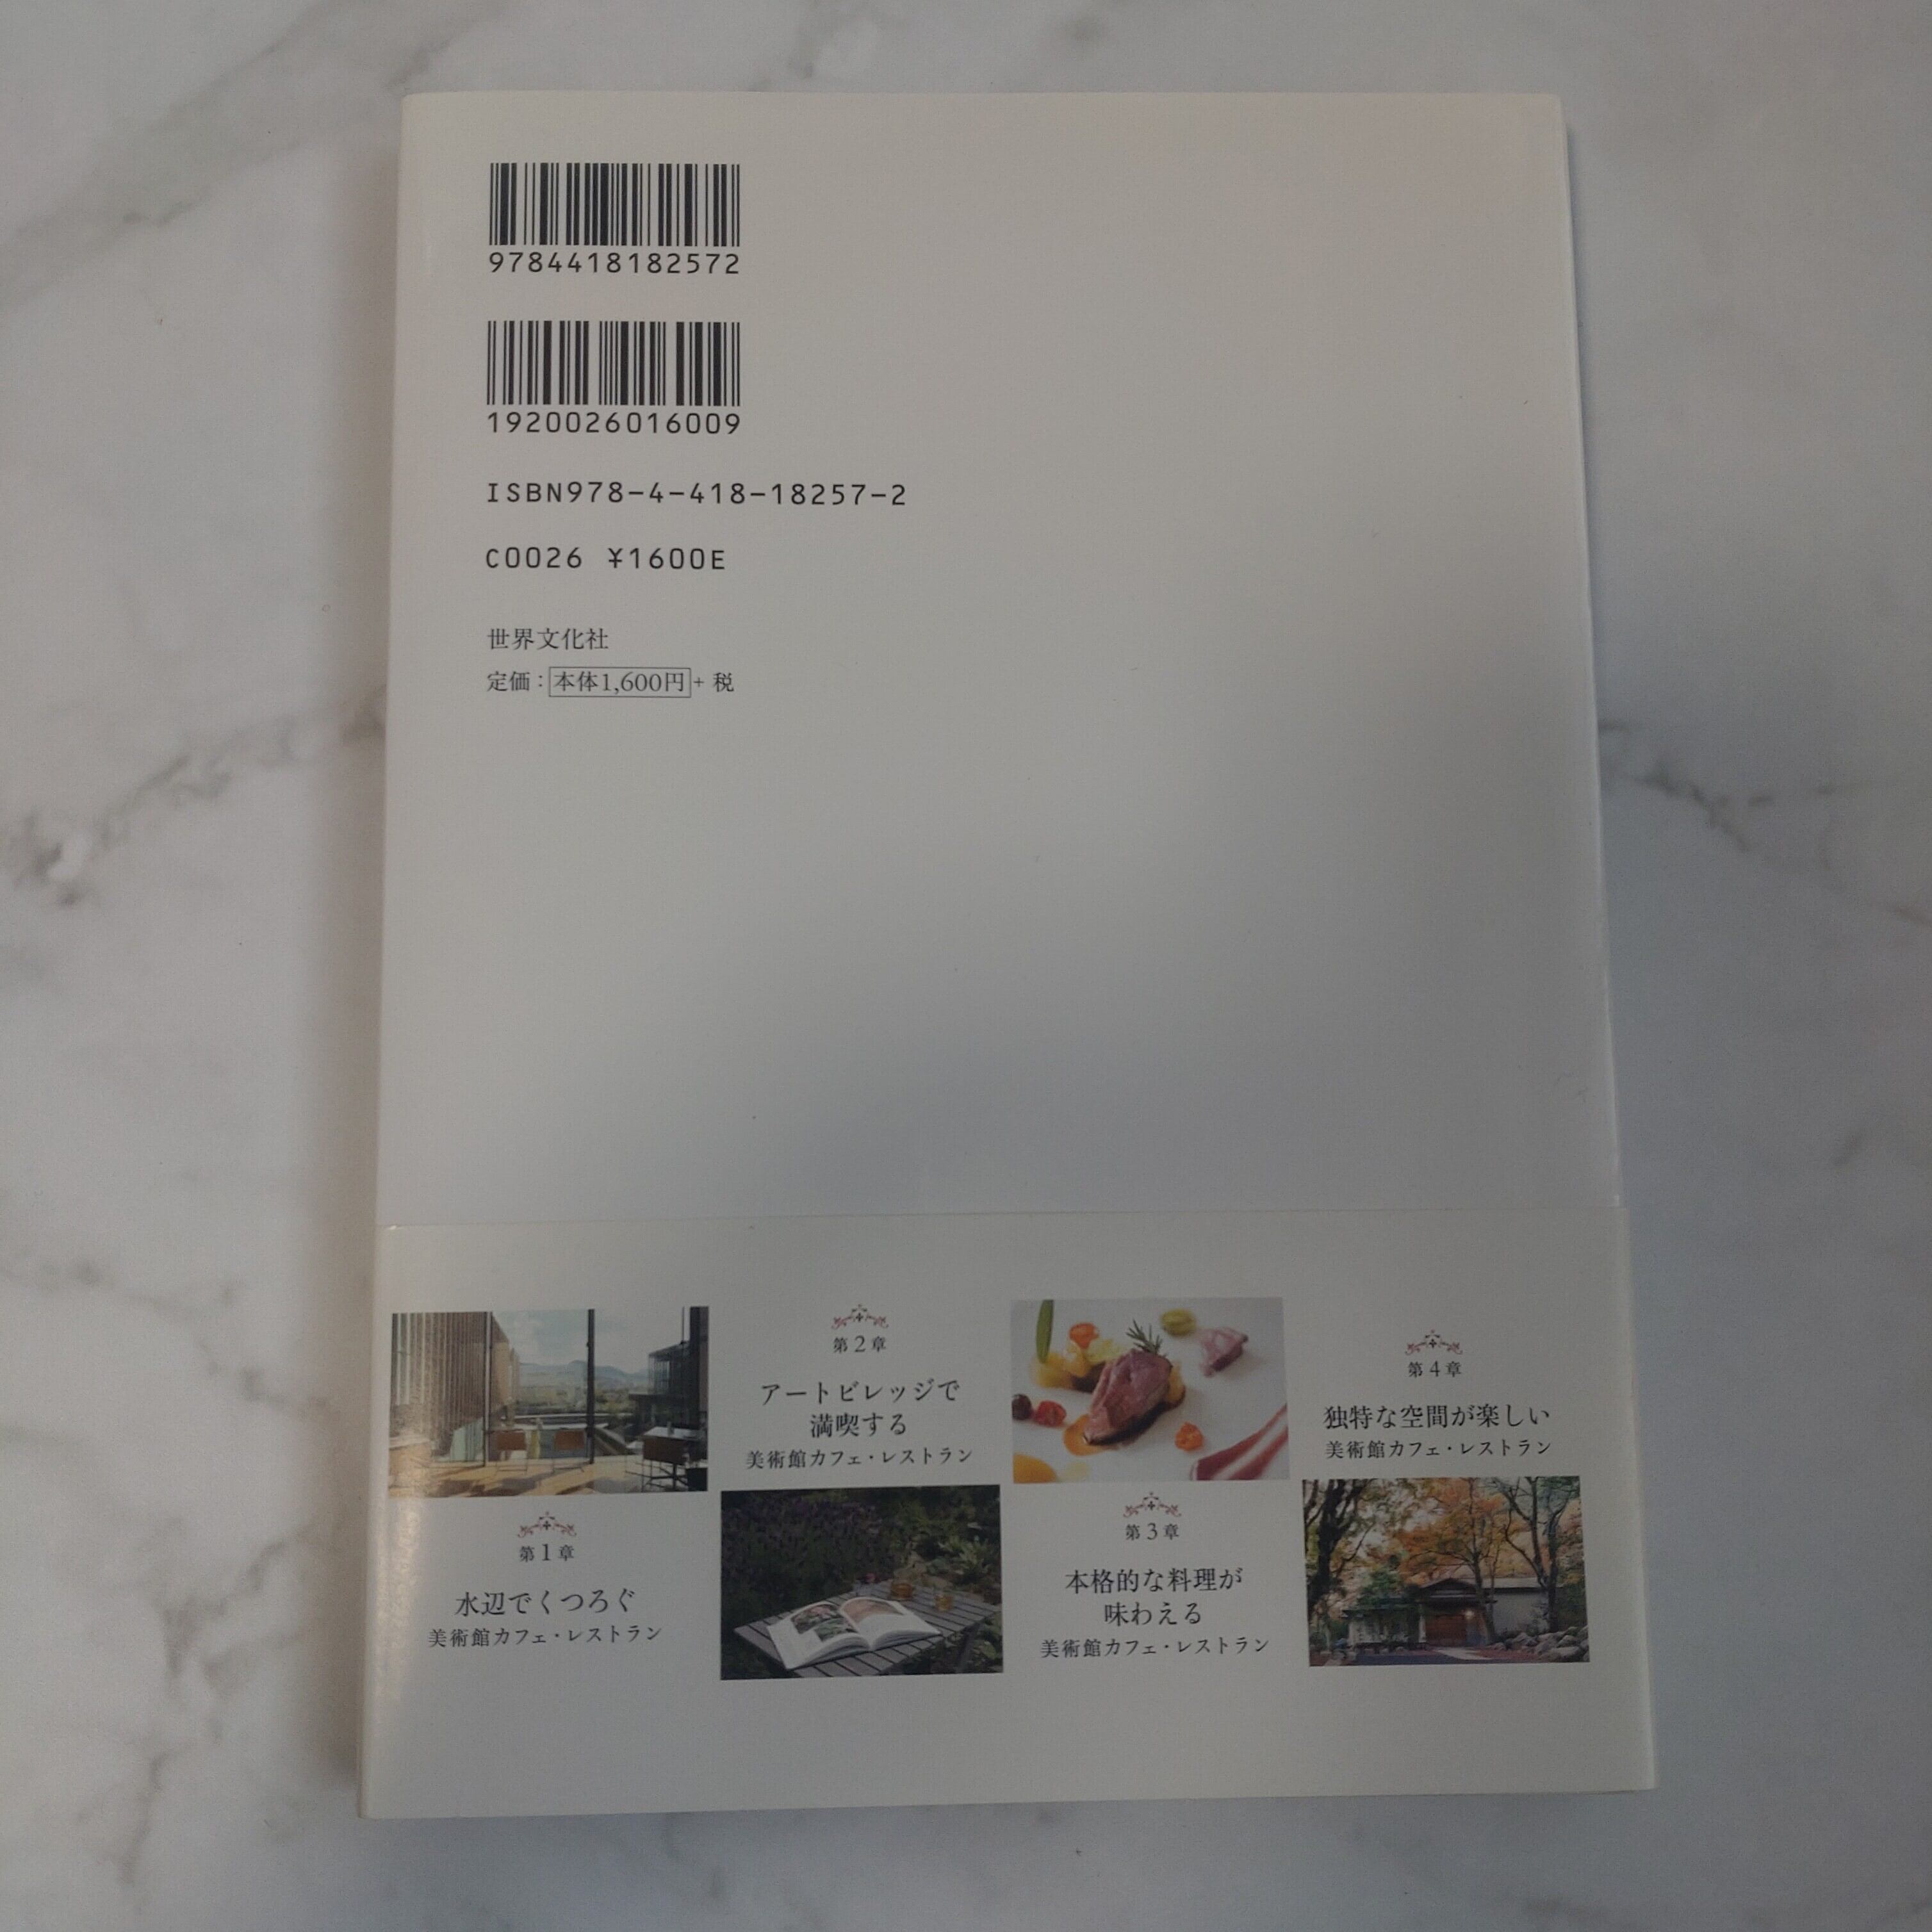 9784418182572
1920026016009
ISBN978-4-418-18257-2
C0026 ¥1600E
世界文化社
定価：本体1,600円+ 税
第1章
水辺でくつろぐ
美術館カフェ・レストラン
第2章
アートビレッジで
満喫する
美術館カフェ・レストラン
第3章
本格的な料理が
味わえる
美術館カフェ・レストラン
第4章
独特な空間が楽しい
美術館カフェ・レストラン